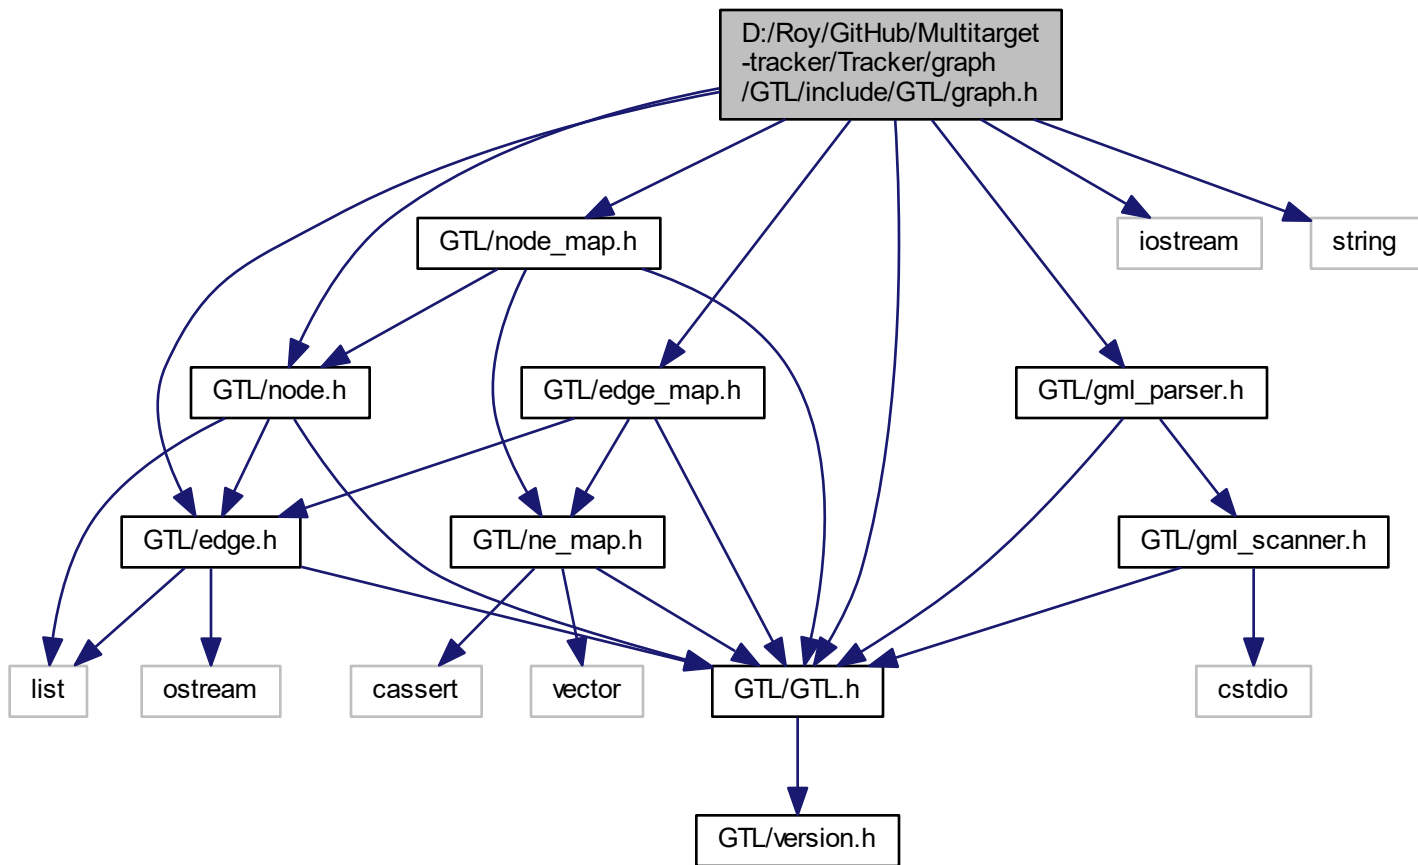 D:/Roy/GitHub/Multitarget
-tracker/Tracker/graph
/GTL/include/GTL/graph.h
GTL/node_map.h
iostream
string
GTL/node.h
GTL/edge_map.h
GTL/gml_parser.h
GTL/edge.h
GTL/ne_map.h
GTL/gml_scanner.h
list
ostream
cassert
vector
GTL/GTL.h
cstdio
GTL/version.h